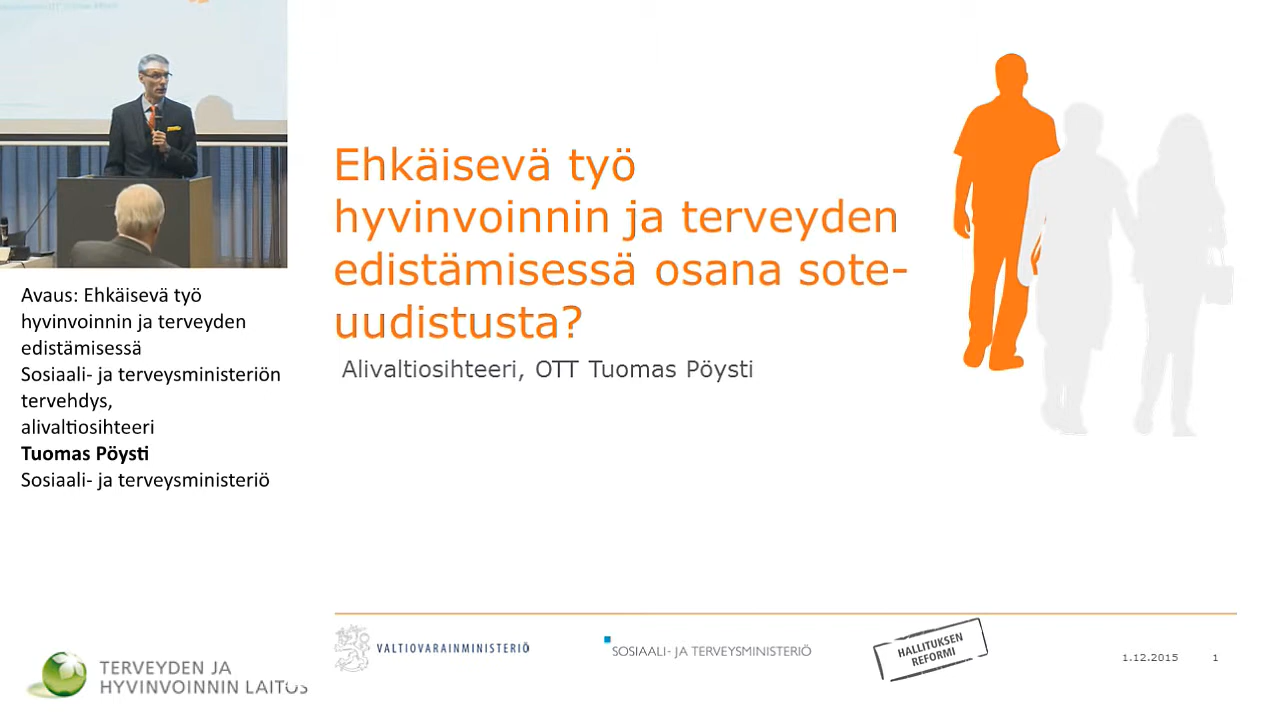 Ehkäisevä työ
hyvinvoinnin ja terveyden
edistämisessä osana sote-
uudistusta?
Alivaltiosihteeri, OTT Tuomas Pöysti
Avaus: Ehkäisevä työ
hyvinvoinnin ja terveyden
edistämisessä
Sosiaali- ja terveysministeriön
tervehdys,
alivaltiosihteeri
Tuomas Pöysti
Sosiaali- ja terveysministeriö
TERVEYDEN JA
HYVINVOINNIN LAITOS
VALTIOVARAINMINISTERIÖ
SOSIAALI- JA TERVEYSMINISTERIÖ
HALLITUKSEN
REFORMI
1.12.2015 1